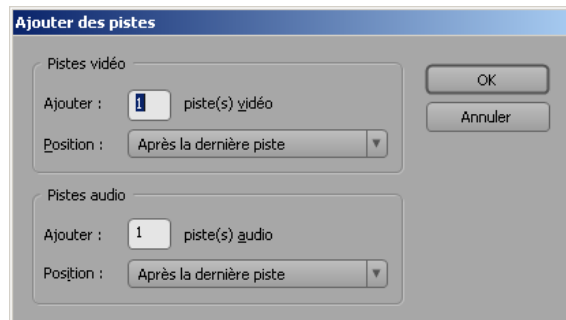 Ajouter des pistes
Pistes vidéo
Ajouter : 1 piste(s) vidéo
Position : Après la dernière piste
OK
Annuler
Pistes audio
Ajouter : 1 piste(s) audio
Position : Après la dernière piste